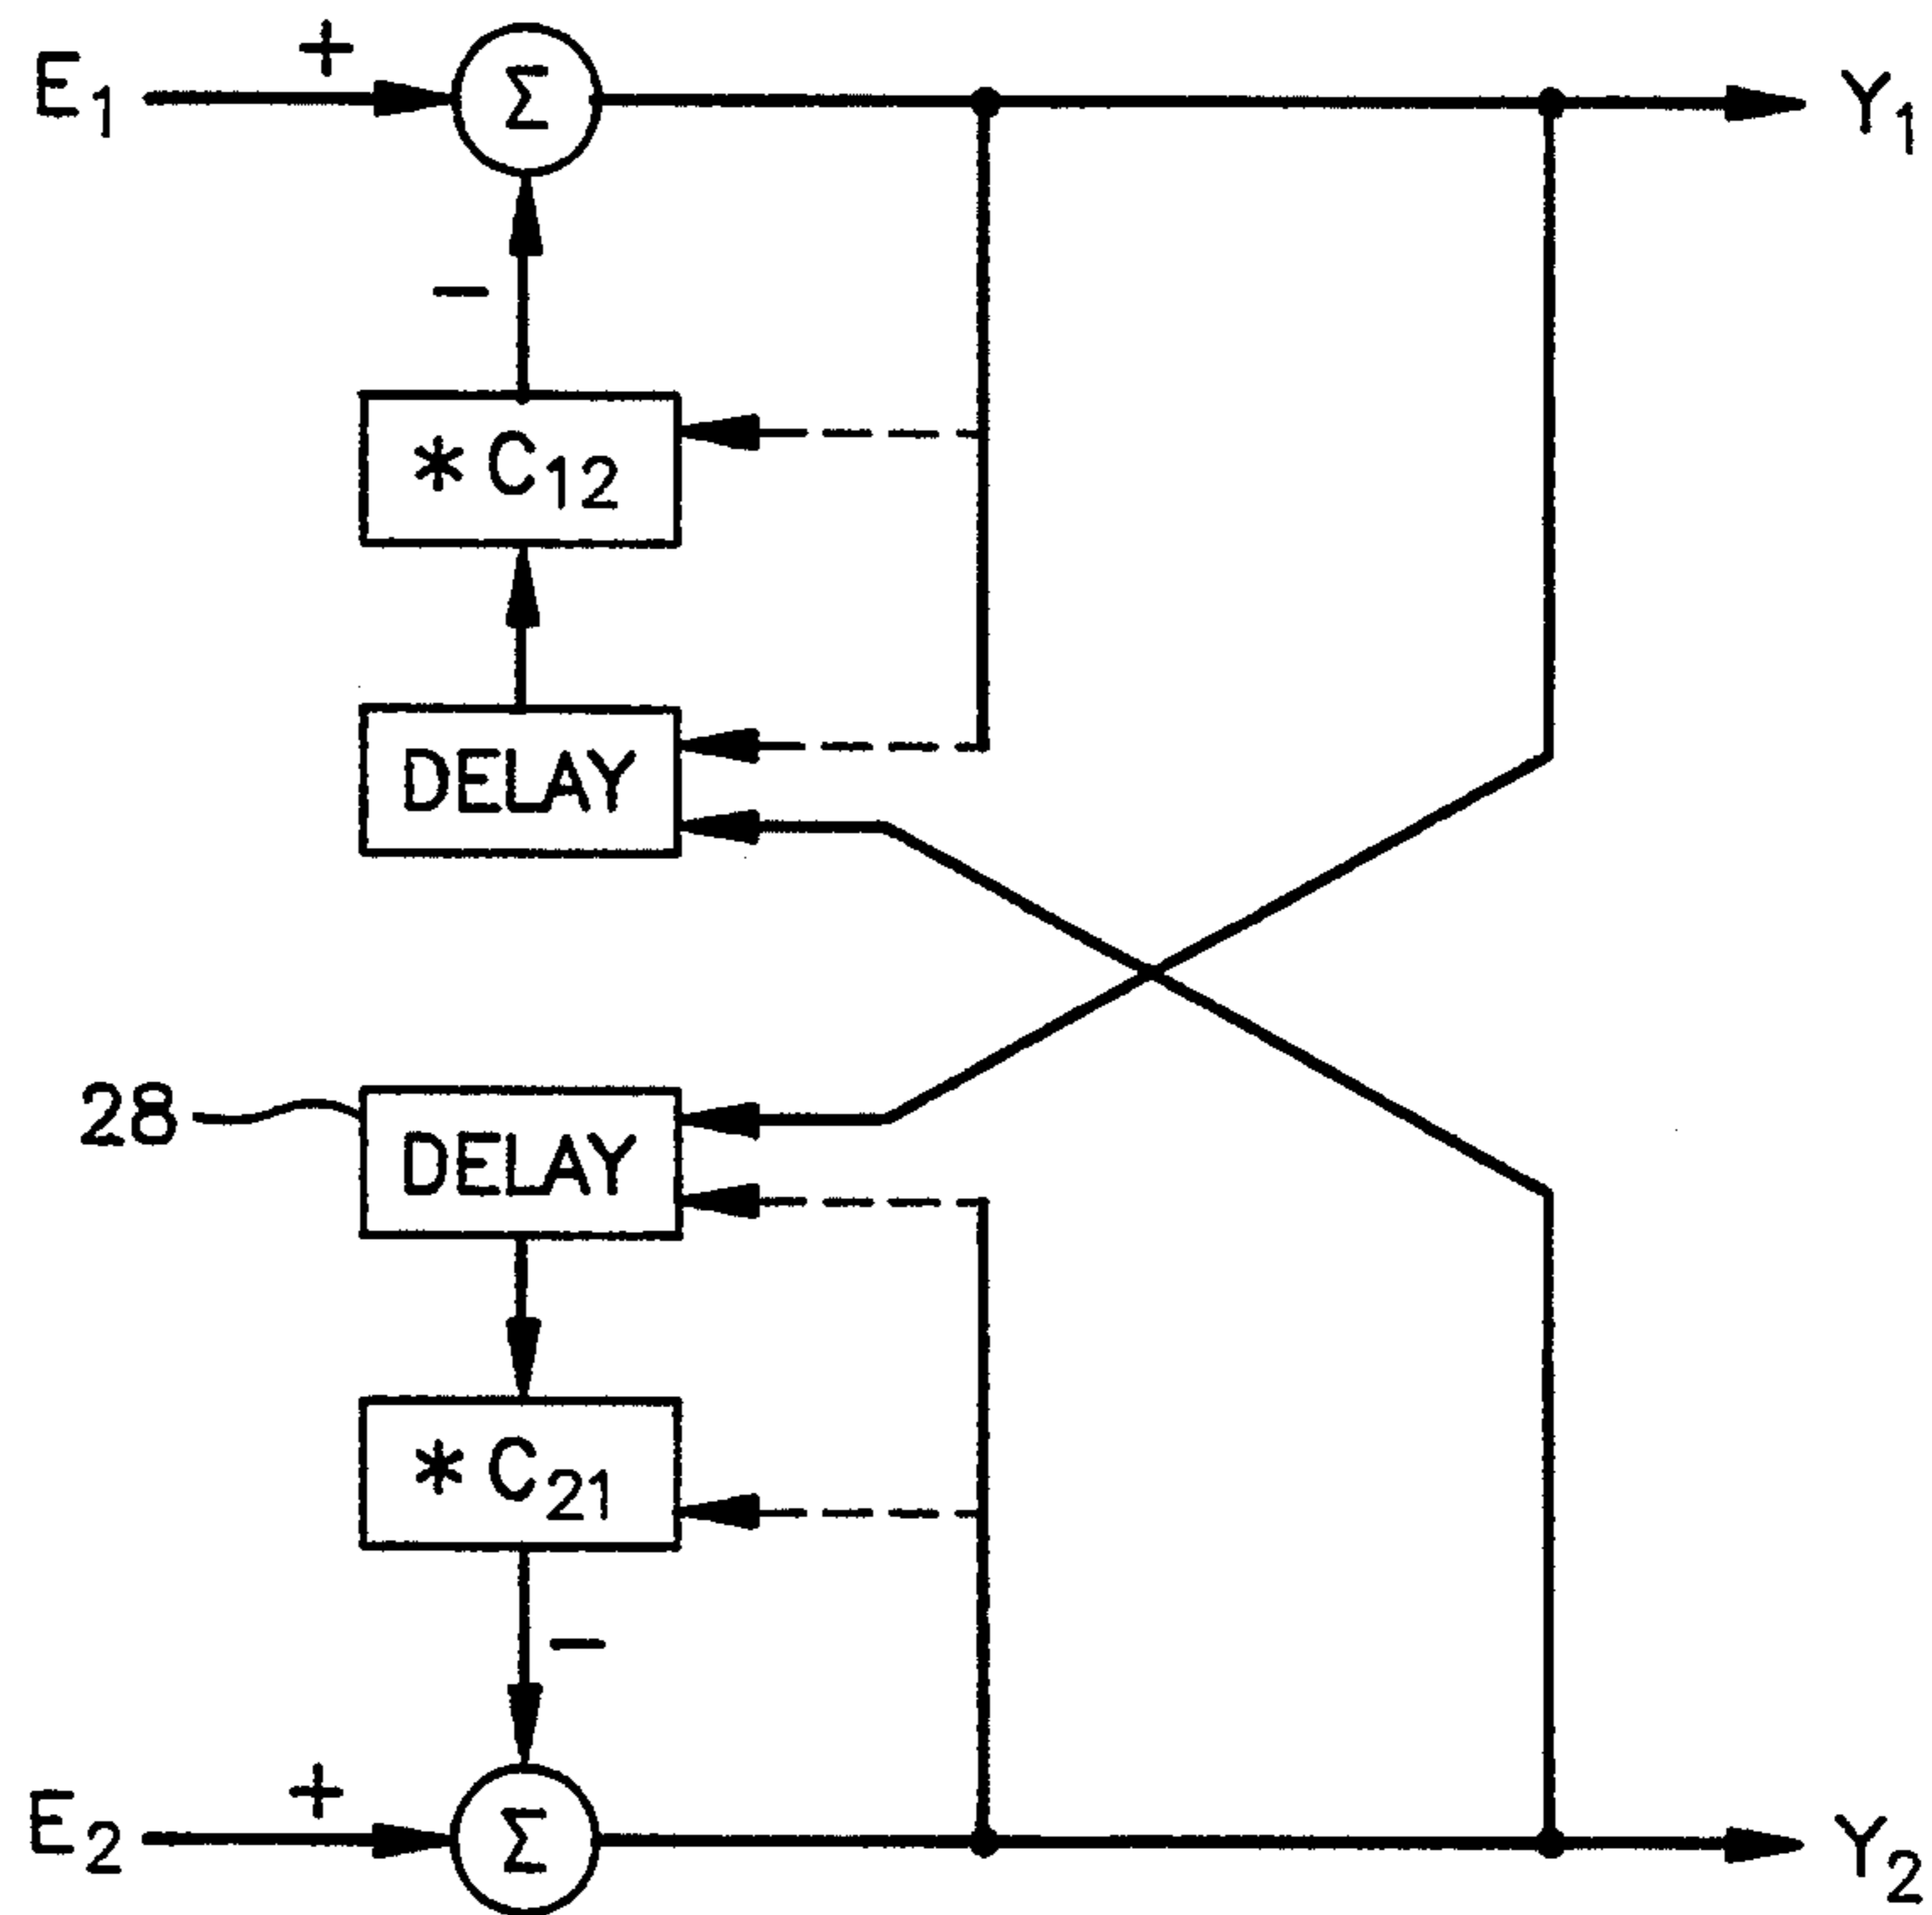 E1 + Σ Y1
−
* C12
DELAY
28 DELAY
* C21
−
E2 + Σ Y2